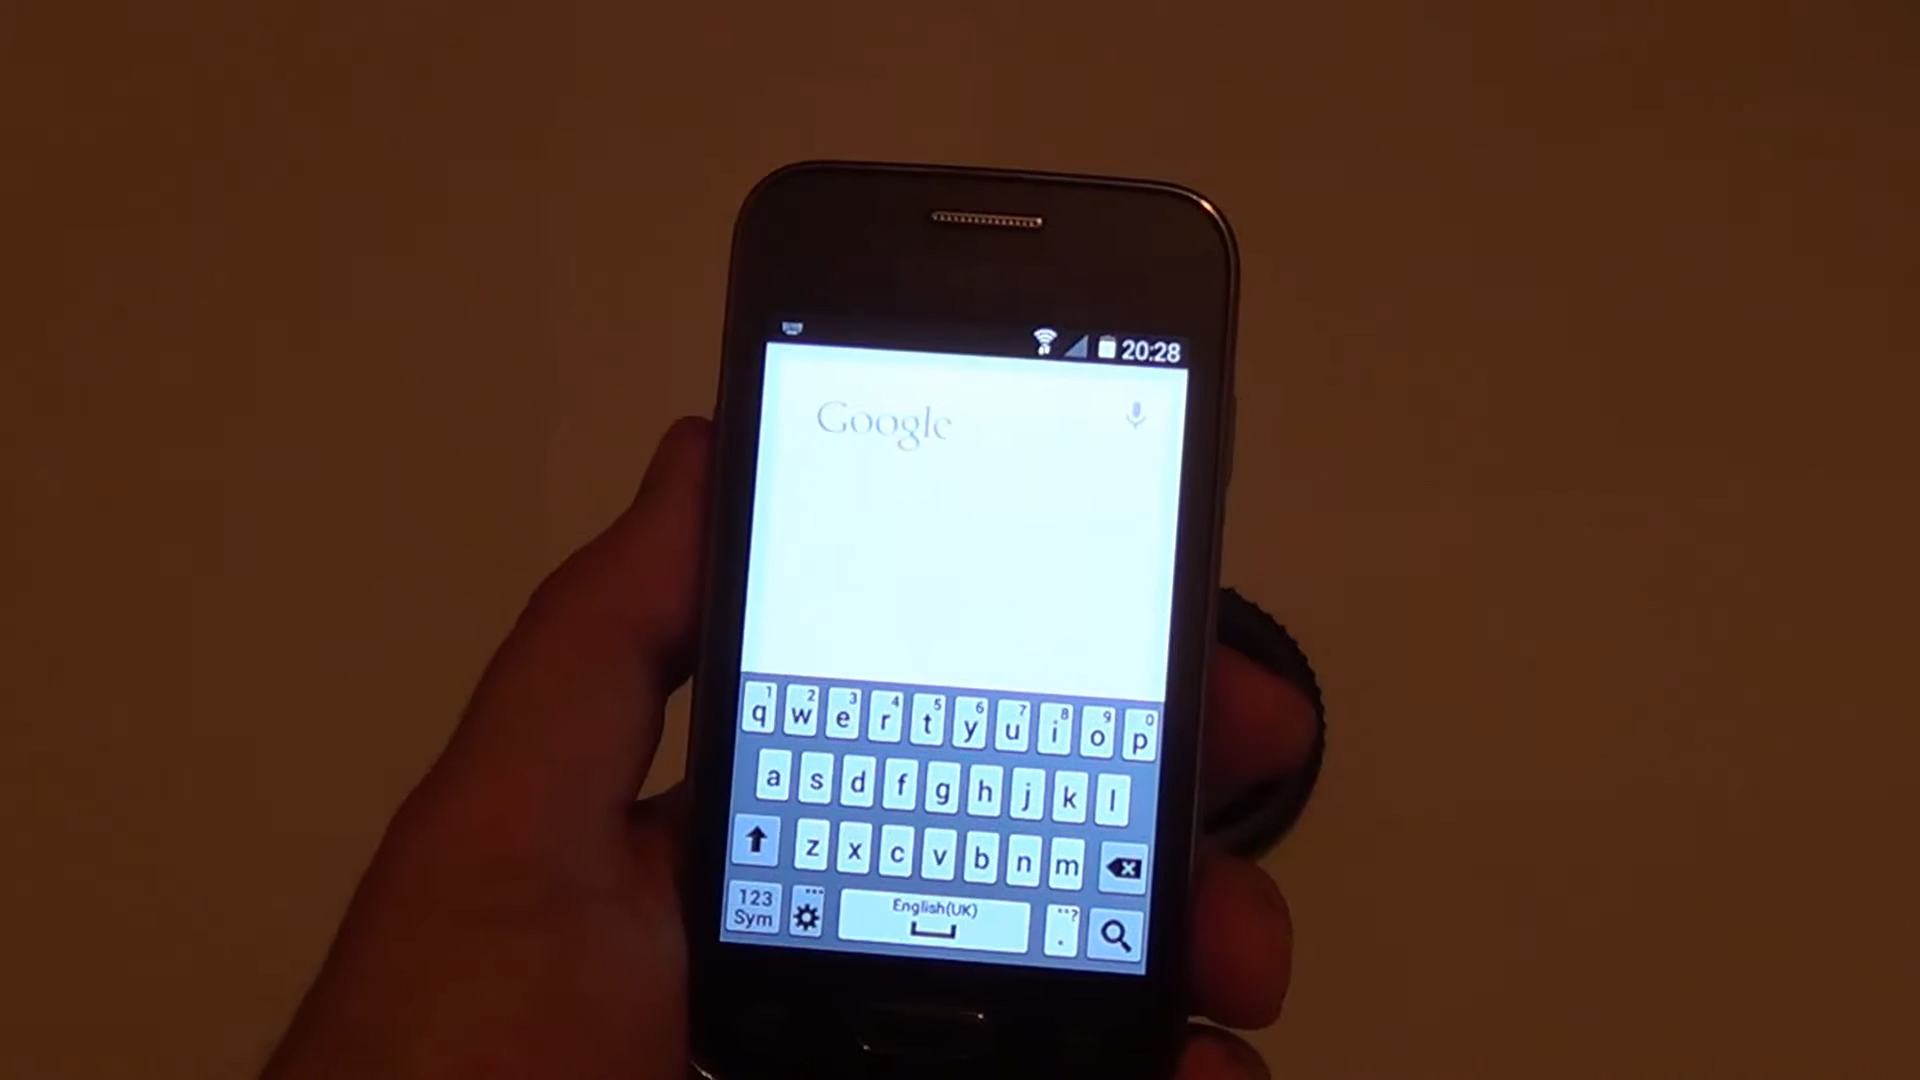 20:28
Google
1 2 3 4 5 6 7 8 9 0
q w e r t y u i o p
a s d f g h j k l
z x c v b n m
123
Sym
English(UK)
. ?